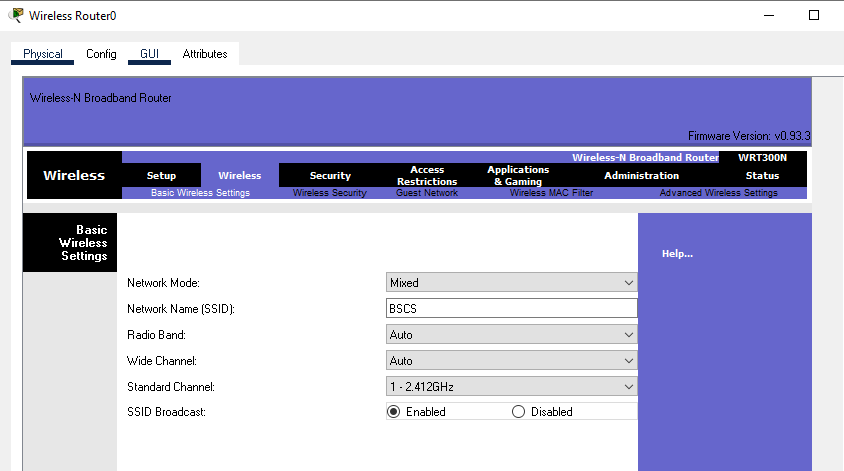 Wireless Router0
Physical Config GUI Attributes
Wireless-N Broadband Router
Firmware Version: v0.93.3
Wireless-N Broadband Router WRT300N
Wireless
Setup Wireless Security Access Restrictions Applications & Gaming Administration Status
Basic Wireless Settings Wireless Security Guest Network Wireless MAC Filter Advanced Wireless Settings
Basic
Wireless
Settings
Help...
Network Mode: Mixed
Network Name (SSID): BSCS
Radio Band: Auto
Wide Channel: Auto
Standard Channel: 1 - 2.412GHz
SSID Broadcast: Enabled Disabled